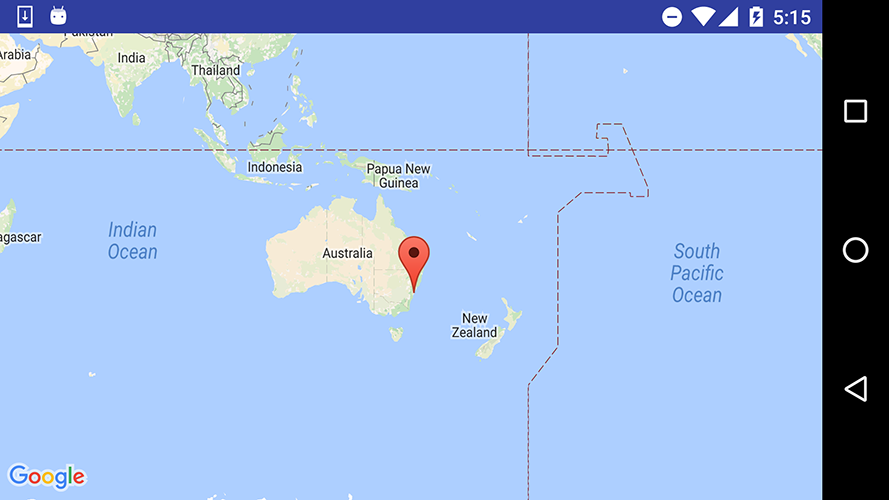 5:15
Pakistan
Arabia
India
Thailand
Indonesia
Papua New
Guinea
agascar
Indian
Ocean
Australia
South
Pacific
Ocean
New
Zealand
Google